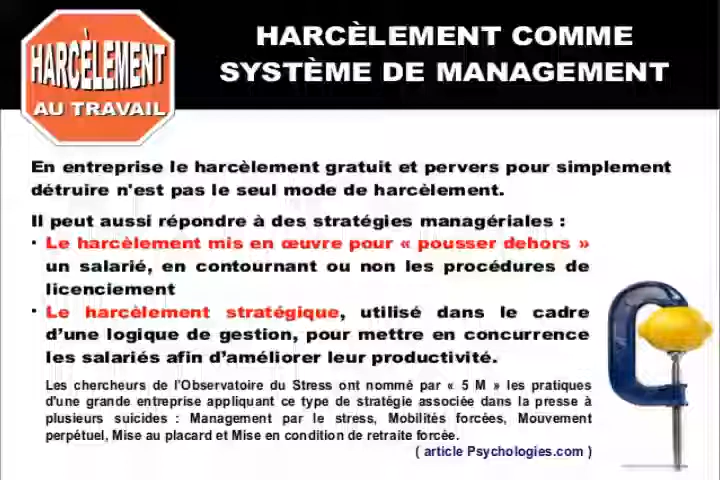 HARCÈLEMENT
AU TRAVAIL
HARCÈLEMENT COMME
SYSTÈME DE MANAGEMENT
En entreprise le harcèlement gratuit et pervers pour simplement
détruire n'est pas le seul mode de harcèlement.
Il peut aussi répondre à des stratégies managériales :
• Le harcèlement mis en œuvre pour « pousser dehors »
un salarié, en contournant ou non les procédures de
licenciement
• Le harcèlement stratégique, utilisé dans le cadre
d’une logique de gestion, pour mettre en concurrence
les salariés afin d’améliorer leur productivité.
Les chercheurs de l’Observatoire du Stress ont nommé par « 5 M » les pratiques
d'une grande entreprise appliquant ce type de stratégie associée dans la presse à
plusieurs suicides : Management par le stress, Mobilités forcées, Mouvement
perpétuel, Mise au placard et Mise en condition de retraite forcée.
( article Psychologies.com )